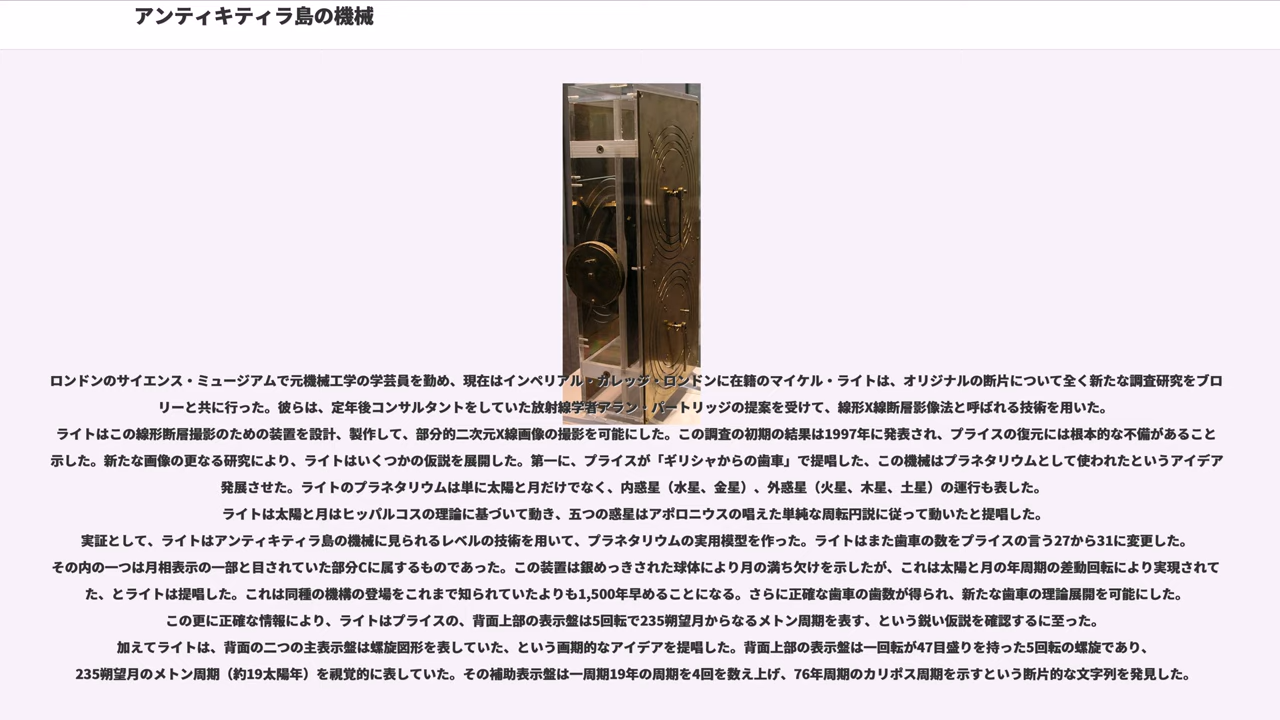 アンティキティラ島の機械
ロンドンのサイエンス・ミュージアムで元機械工学の学芸員を勤め、現在はインペリアル・カレッジ・ロンドンに在籍のマイケル・ライトは、オリジナルの断片について全く新たな調査研究をブロ
リーと共に行った。彼らは、定年後コンサルタントをしていた放射線学者アラン・パートリッジの提案を受けて、線形X線断層影像法と呼ばれる技術を用いた。
ライトはこの線形断層撮影のための装置を設計、製作して、部分的二次元X線画像の撮影を可能にした。この調査の初期の結果は1997年に発表され、プライスの復元には根本的な不備があること
示した。新たな画像の更なる研究により、ライトはいくつかの仮説を展開した。第一に、プライスが「ギリシャからの歯車」で提唱した、この機械はプラネタリウムとして使われたというアイデア
発展させた。ライトのプラネタリウムは単に太陽と月だけでなく、内惑星（水星、金星）、外惑星（火星、木星、土星）の運行も表した。
ライトは太陽と月はヒッパルコスの理論に基づいて動き、五つの惑星はアポロニウスの唱えた単純な周転円説に従って動いたと提唱した。
実証として、ライトはアンティキティラ島の機械に見られるレベルの技術を用いて、プラネタリウムの実用模型を作った。ライトはまた歯車の数をプライスの言う27から31に変更した。
その内の一つは月相表示の一部と目されていた部分Cに属するものであった。この装置は銀めっきされた球体により月の満ち欠けを示したが、これは太陽と月の年周期の差動回転により実現されて
た、とライトは提唱した。これは同種の機構の登場をこれまで知られていたよりも1,500年早めることになる。さらに正確な歯車の歯数が得られ、新たな歯車の理論展開を可能にした。
この更に正確な情報により、ライトはプライスの、背面上部の表示盤は5回転で235朔望月からなるメトン周期を表す、という鋭い仮説を確認するに至った。
加えてライトは、背面の二つの主表示盤は螺旋図形を表していた、という画期的なアイデアを提唱した。背面上部の表示盤は一回転が47目盛りを持った5回転の螺旋であり、
235朔望月のメトン周期（約19太陽年）を視覚的に表していた。その補助表示盤は一周期19年の周期を4回を数え上げ、76年周期のカリポス周期を示すという断片的な文字列を発見した。